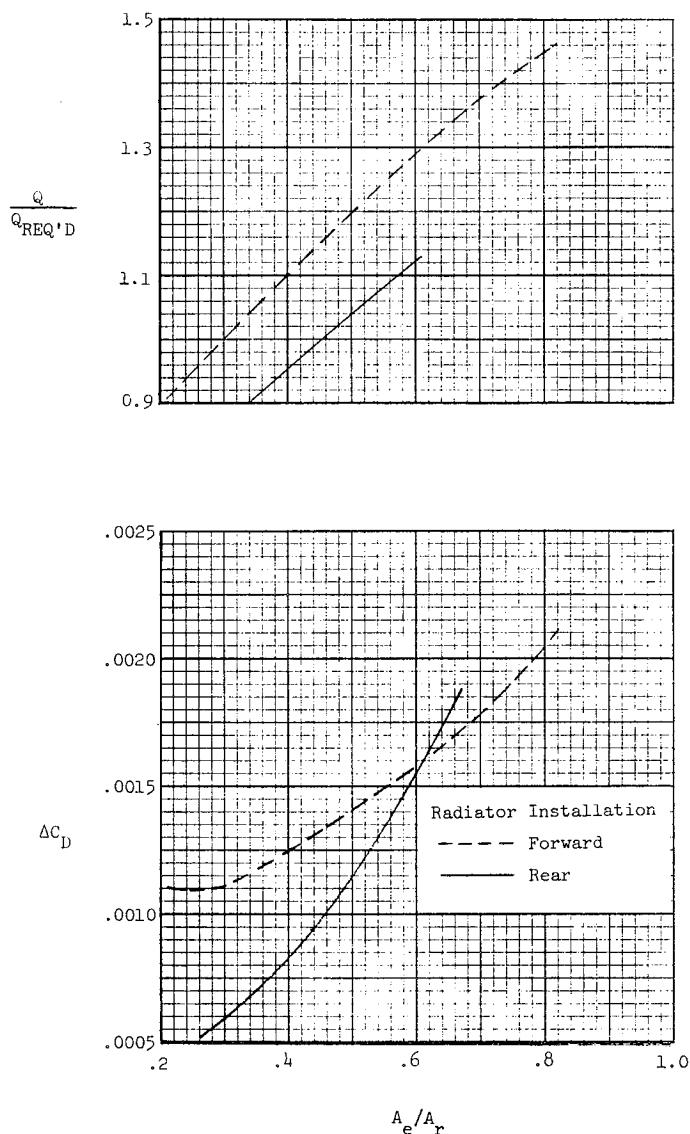 1.5
1.3
Q
Q_REQ'D
1.1
0.9
.0025
.0020
.0015
Radiator Installation
Forward
Rear
ΔC_D
.0010
.0005
.2 .4 .6 .8 1.0
A_e/A_r